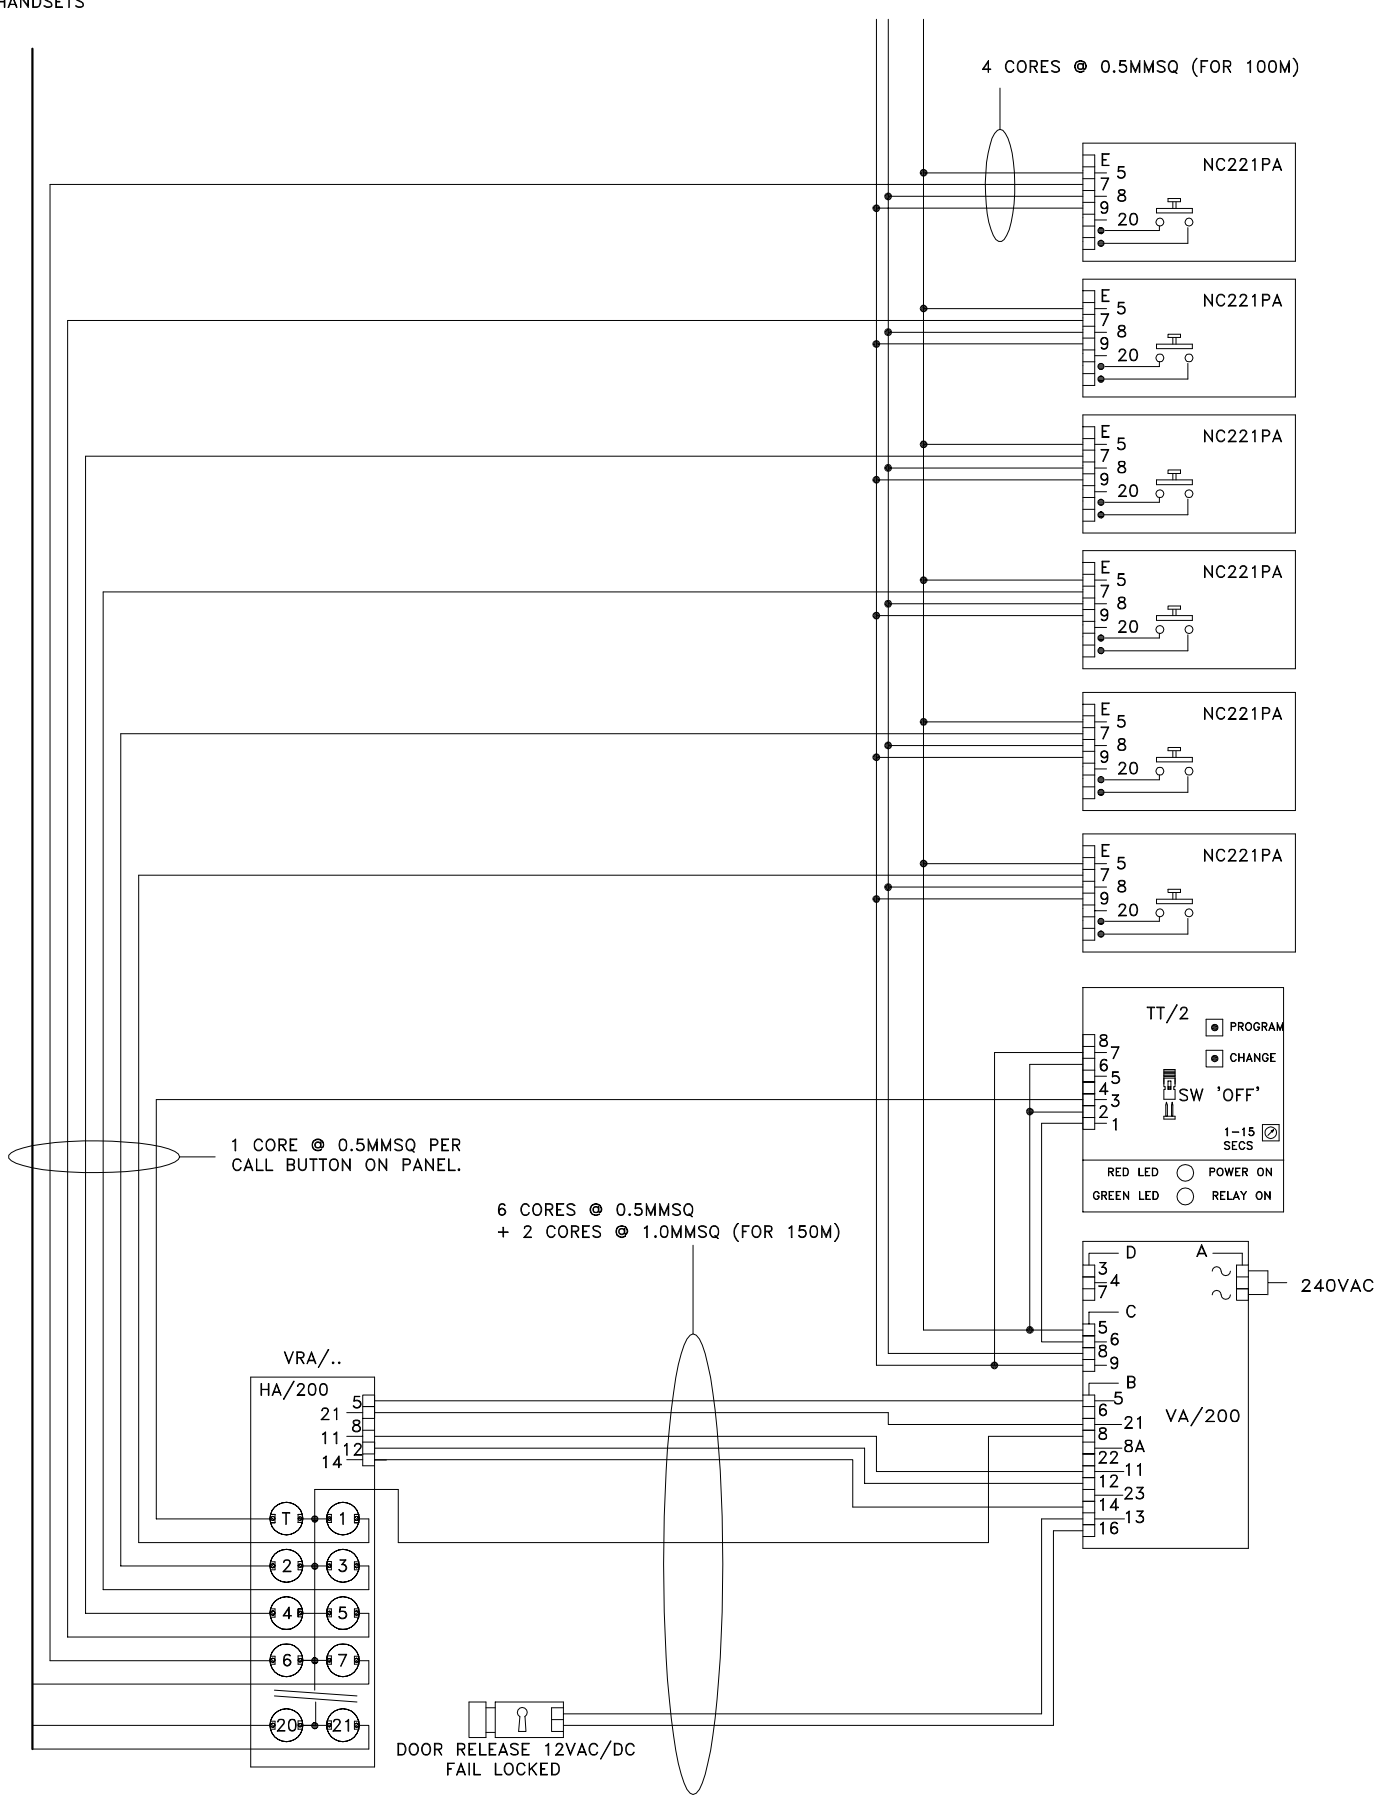 HANDSETS
4 CORES @ 0.5MMSQ (FOR 100M)
E
5
7
8
9
20
NC221PA
E
5
7
8
9
20
NC221PA
E
5
7
8
9
20
NC221PA
E
5
7
8
9
20
NC221PA
E
5
7
8
9
20
NC221PA
E
5
7
8
9
20
NC221PA
TT/2
PROGRAM
CHANGE
8
7
6
5
4
3
2
1
SW 'OFF'
1-15
SECS
RED LED POWER ON
GREEN LED RELAY ON
1 CORE @ 0.5MMSQ PER
CALL BUTTON ON PANEL.
6 CORES @ 0.5MMSQ
+ 2 CORES @ 1.0MMSQ (FOR 150M)
D
3
4
7
A
240VAC
C
5
6
8
9
B
5
6
21
8
8A
22
11
12
23
14
13
16
VA/200
VRA/..
HA/200
5
21
8
11
12
14
T 1
2 3
4 5
6 7
20 21
DOOR RELEASE 12VAC/DC
FAIL LOCKED